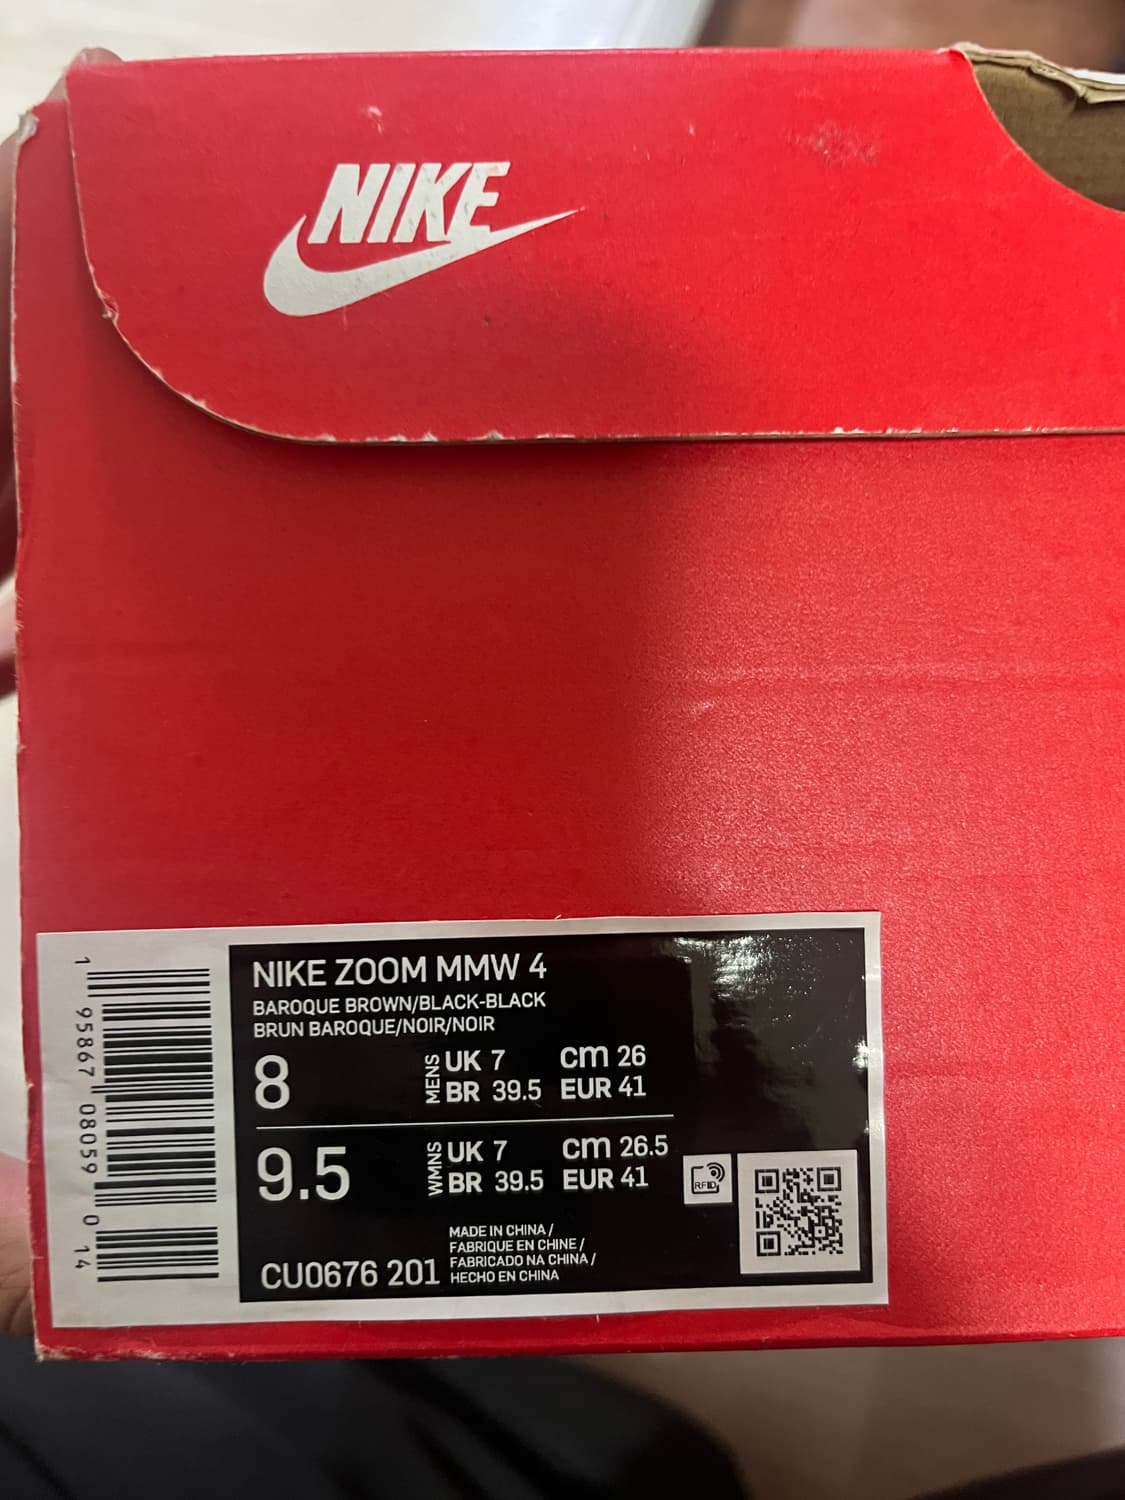 NIKE
NIKE ZOOM MMW 4
BAROQUE BROWN/BLACK-BLACK
BRUN BAROQUE/NOIR/NOIR
8 MENS UK 7 cm 26
BR 39.5 EUR 41
9.5 WMNS UK 7 cm 26.5
BR 39.5 EUR 41
RFID
MADE IN CHINA /
FABRIQUE EN CHINE /
FABRICADO NA CHINA /
HECHO EN CHINA
CU0676 201
1 95867 08059 0 14